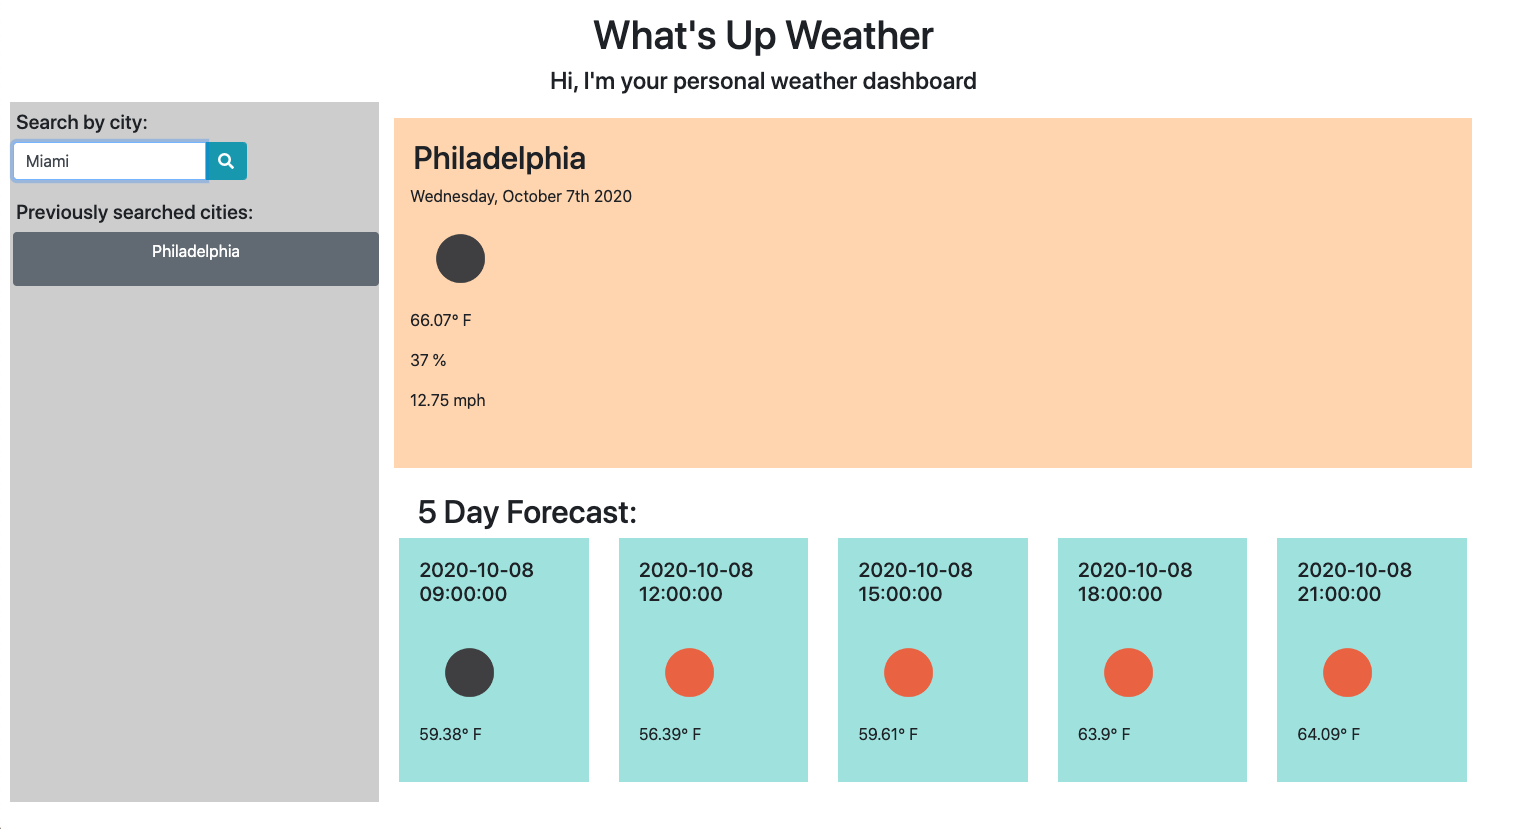 What's Up Weather
Hi, I'm your personal weather dashboard
Search by city:
Miami
Previously searched cities:
Philadelphia
Philadelphia
Wednesday, October 7th 2020
66.07° F
37 %
12.75 mph
5 Day Forecast:
2020-10-08
09:00:00
59.38° F
2020-10-08
12:00:00
56.39° F
2020-10-08
15:00:00
59.61° F
2020-10-08
18:00:00
63.9° F
2020-10-08
21:00:00
64.09° F